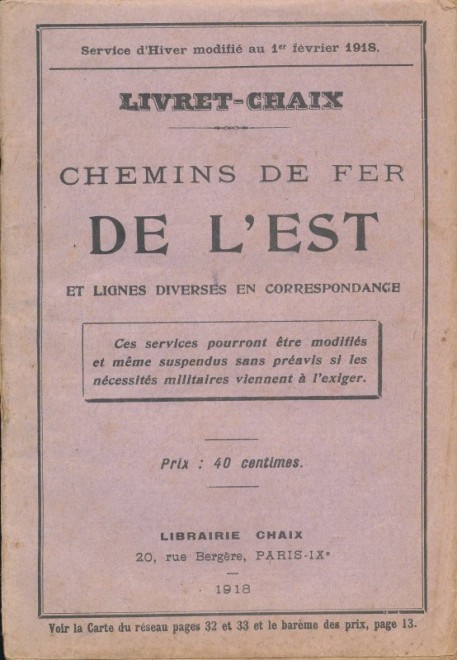 Service d'Hiver modifié au 1er février 1918.
LIVRET-CHAIX
CHEMINS DE FER
DE L'EST
ET LIGNES DIVERSES EN CORRESPONDANCE
Ces services pourront être modifiés
et même suspendus sans préavis si les
nécessités militaires viennent à l'exiger.
Prix : 40 centimes.
LIBRAIRIE CHAIX
20, rue Bergère, PARIS-IXe
1918
Voir la Carte du réseau pages 32 et 33 et le barème des prix, page 13.